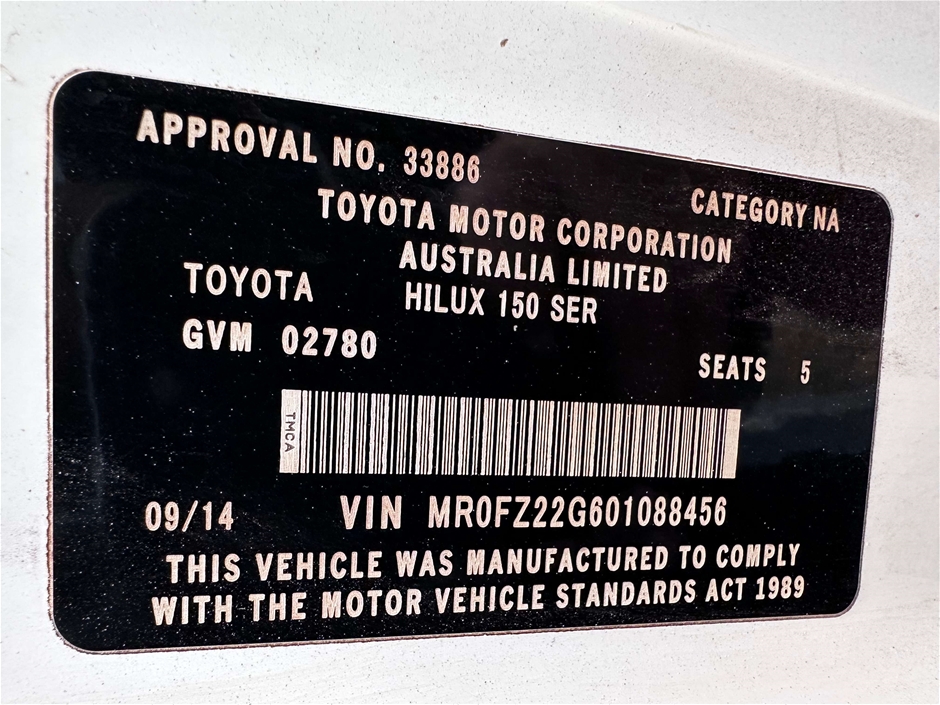 APPROVAL NO. 33886
CATEGORY NA
TOYOTA MOTOR CORPORATION
AUSTRALIA LIMITED
TOYOTA HILUX 150 SER
GVM 02780
SEATS 5
TMCA
09/14 VIN MR0FZ22G601088456
THIS VEHICLE WAS MANUFACTURED TO COMPLY
WITH THE MOTOR VEHICLE STANDARDS ACT 1989